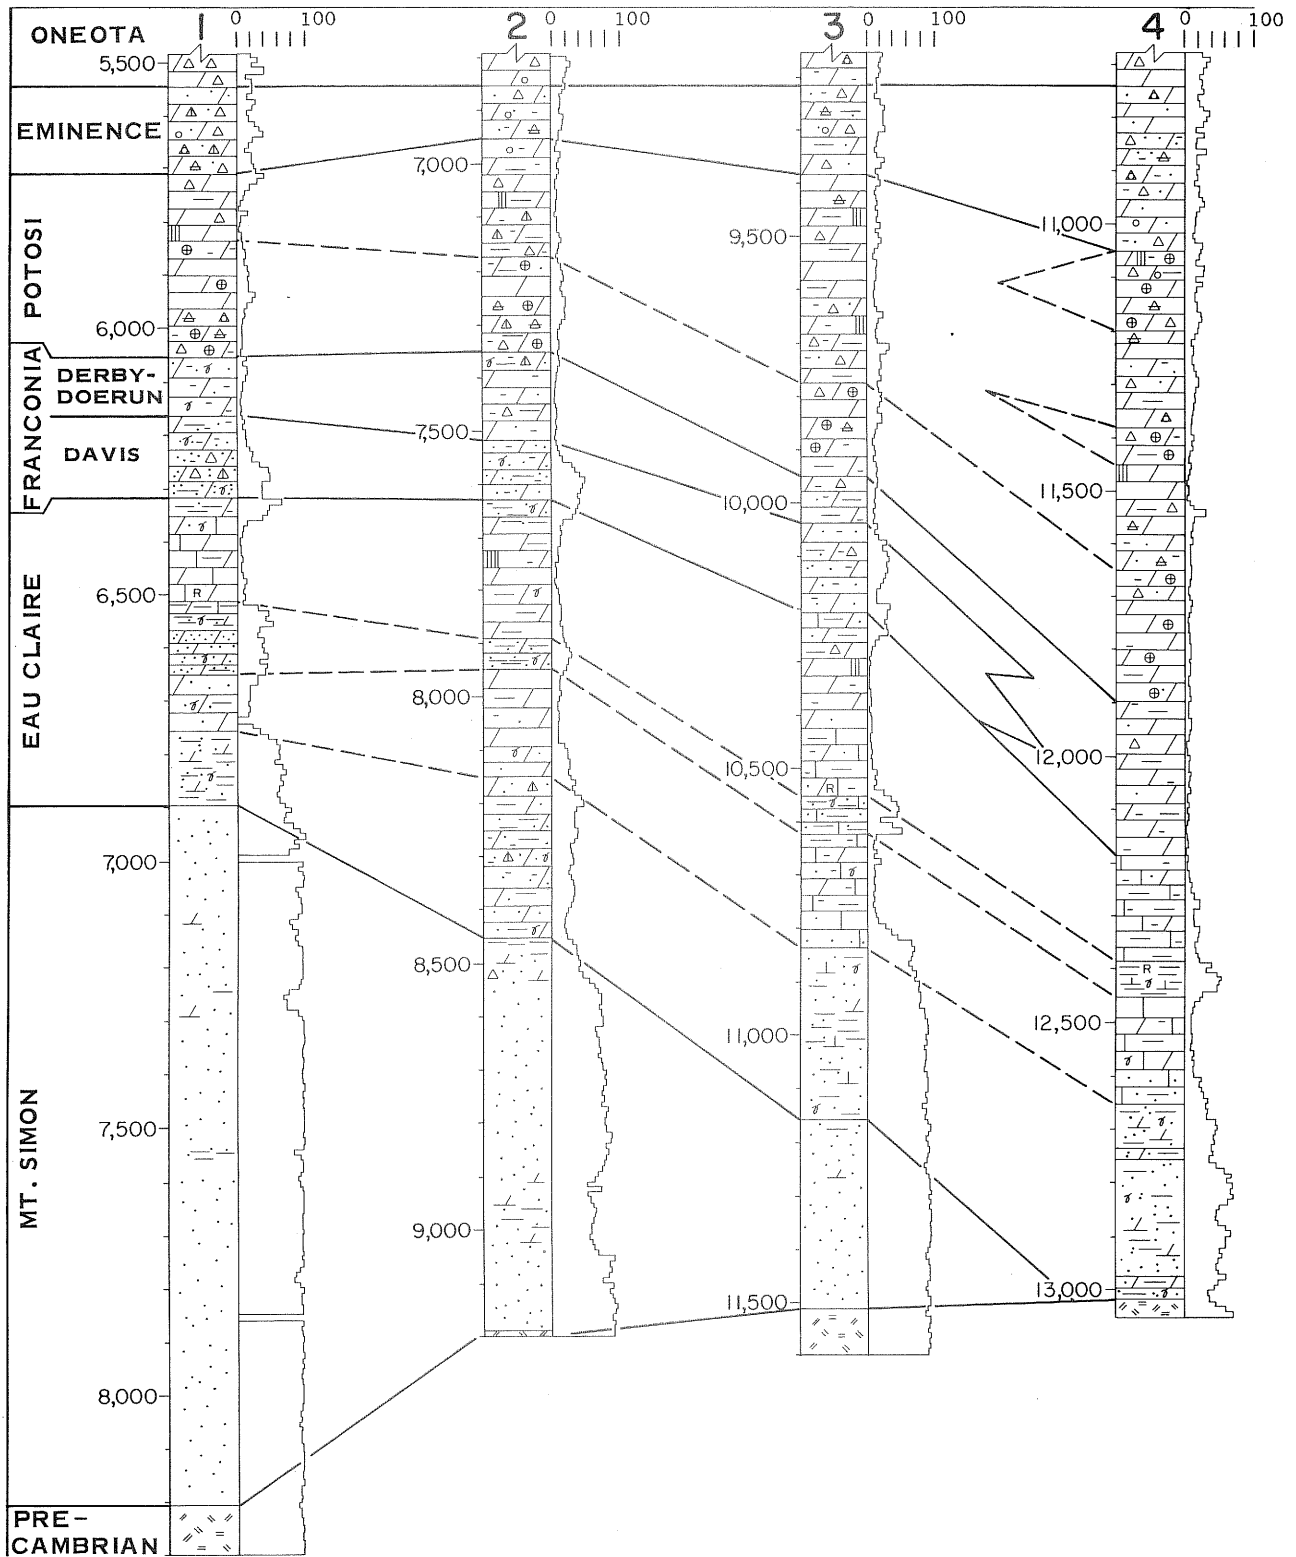 0 100 0 100 0 100 0 100
ONEOTA 1 2 3 4
5,500
EMINENCE
7,000
11,000
9,500
POTOSI
6,000
FRANCONIA
DERBY-
DOERUN
7,500
DAVIS
11,500
10,000
EAU CLAIRE
6,500
R
8,000
12,000
10,500
R
7,000
8,500
R
12,500
11,000
MT. SIMON
7,500
9,000
13,000
11,500
8,000
PRE-
CAMBRIAN